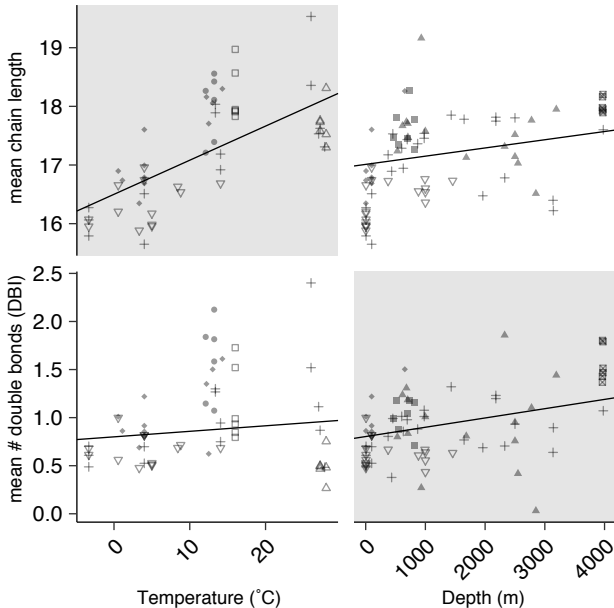 mean chain length
19
18
17
16
mean # double bonds (DBI)
2.5
2.0
1.5
1.0
0.5
0.0
0 10 20
0 1000 2000 3000 4000
Temperature (˚C) Depth (m)